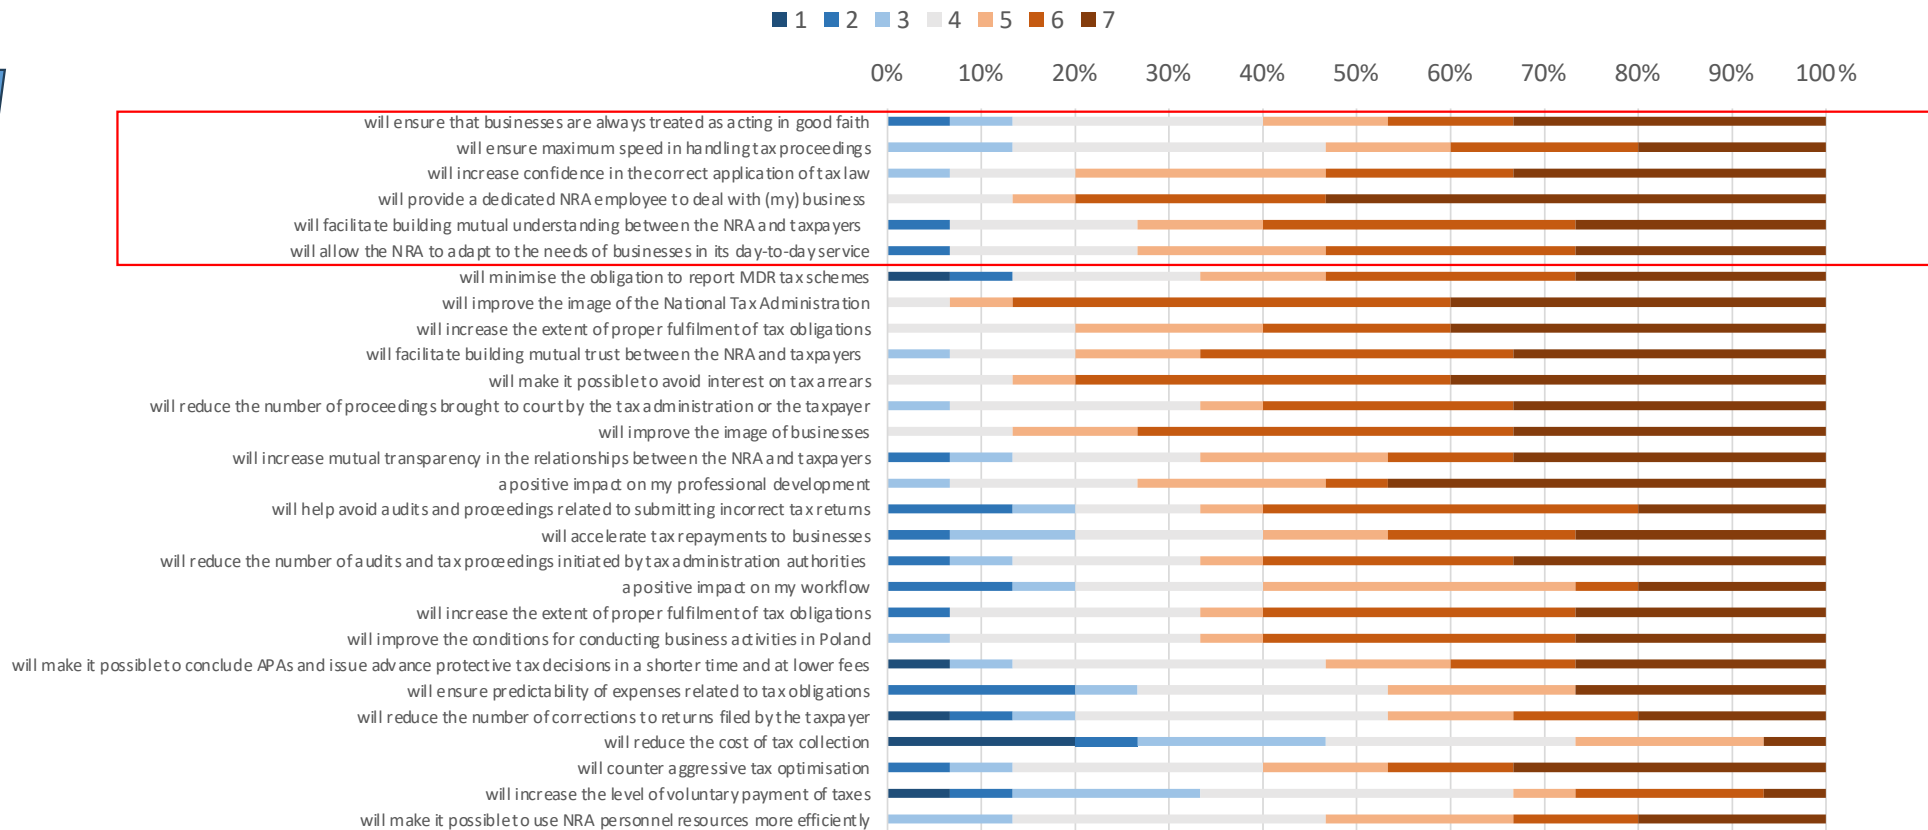 1 2 3 4 5 6 7
0% 10% 20% 30% 40% 50% 60% 70% 80% 90% 100%
will ensure that businesses are always treated as acting in good faith
will ensure maximum speed in handling tax proceedings
will increase confidence in the correct application of tax law
will provide a dedicated NRA employee to deal with (my) business
will facilitate building mutual understanding between the NRA and taxpayers
will allow the NRA to adapt to the needs of businesses in its day-to-day service
will minimise the obligation to report MDR tax schemes
will improve the image of the National Tax Administration
will increase the extent of proper fulfilment of tax obligations
will facilitate building mutual trust between the NRA and taxpayers
will make it possible to avoid interest on tax arrears
will reduce the number of proceedings brought to court by the tax administration or the taxpayer
will improve the image of businesses
will increase mutual transparency in the relationships between the NRA and taxpayers
a positive impact on my professional development
will help avoid audits and proceedings related to submitting incorrect tax returns
will accelerate tax repayments to businesses
will reduce the number of audits and tax proceedings initiated by tax administration authorities
a positive impact on my workflow
will increase the extent of proper fulfilment of tax obligations
will improve the conditions for conducting business activities in Poland
will make it possible to conclude APAs and issue advance protective tax decisions in a shorter time and at lower fees
will ensure predictability of expenses related to tax obligations
will reduce the number of corrections to returns filed by the taxpayer
will reduce the cost of tax collection
will counter aggressive tax optimisation
will increase the level of voluntary payment of taxes
will make it possible to use NRA personnel resources more efficiently